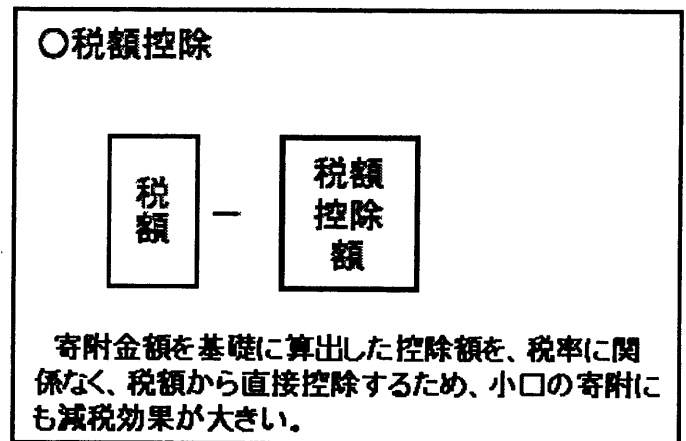 ○税額控除
税額
－
税額
控除
額
寄附金額を基礎に算出した控除額を、税率に関
係なく、税額から直接控除するため、小口の寄附に
も減税効果が大きい。